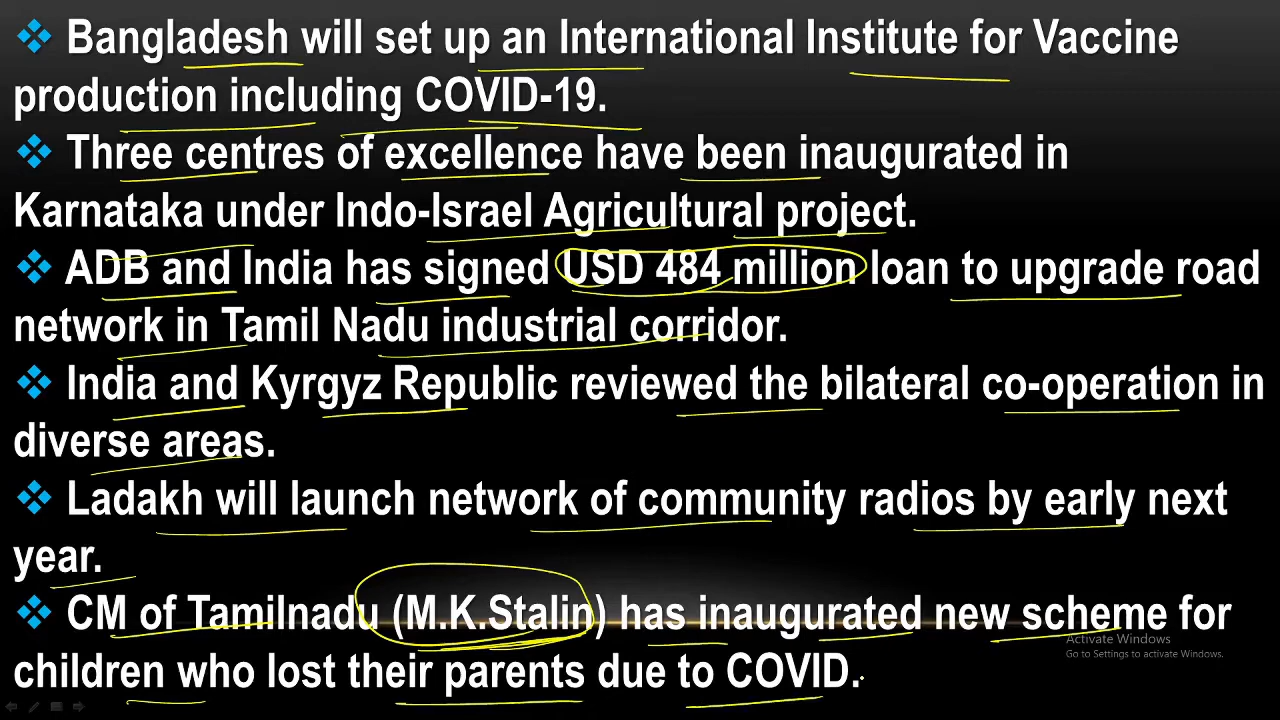 Bangladesh will set up an International Institute for Vaccine
production including COVID-19.
Three centres of excellence have been inaugurated in
Karnataka under Indo-Israel Agricultural project.
ADB and India has signed USD 484 million loan to upgrade road
network in Tamil Nadu industrial corridor.
India and Kyrgyz Republic reviewed the bilateral co-operation in
diverse areas.
Ladakh will launch network of community radios by early next
year.
CM of Tamilnadu (M.K.Stalin) has inaugurated new scheme for
children who lost their parents due to COVID.
Activate Windows
Go to Settings to activate Windows.